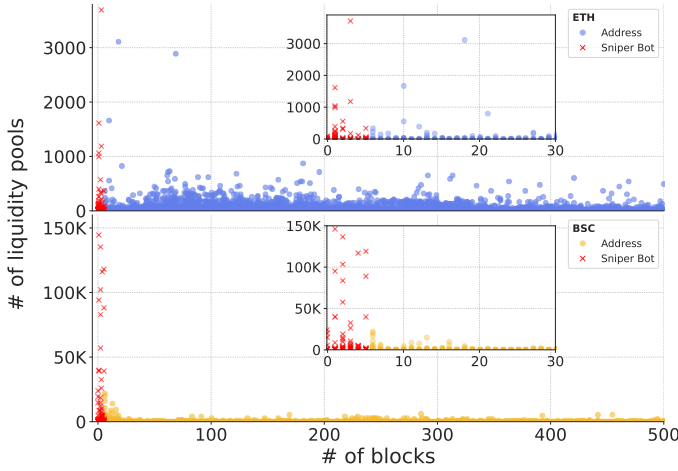 # of liquidity pools
3000
2000
1000
0
3000
2000
1000
0
0
10
20
30
ETH
Address
Sniper Bot
150K
100K
50K
0
150K
100K
50K
0
0
10
20
30
BSC
Address
Sniper Bot
0
100
200
300
400
500
# of blocks